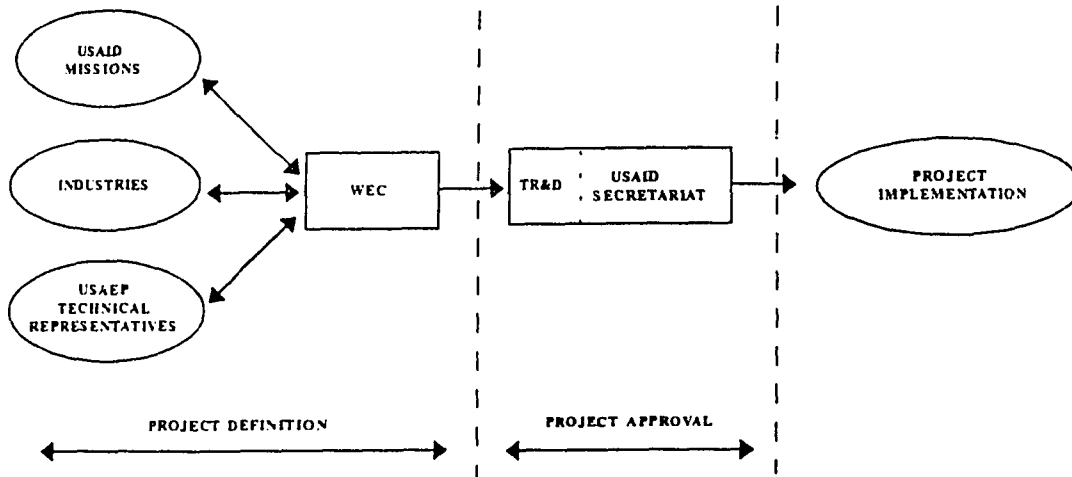 USAID
MISSIONS
INDUSTRIES
USAEP
TECHNICAL
REPRESENTATIVES
WEC
TR&D
USAID
SECRETARIAT
PROJECT
IMPLEMENTATION
PROJECT DEFINITION
PROJECT APPROVAL